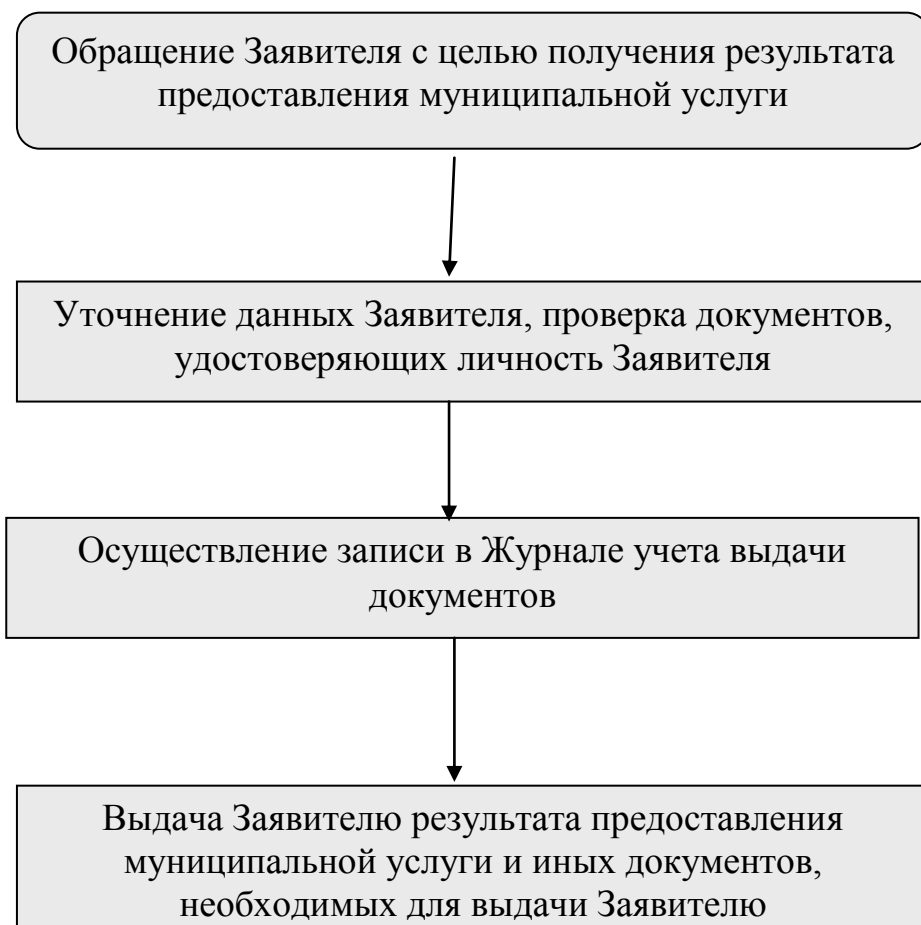 Обращение Заявителя с целью получения результата
предоставления муниципальной услуги
Уточнение данных Заявителя, проверка документов,
удостоверяющих личность Заявителя
Осуществление записи в Журнале учета выдачи
документов
Выдача Заявителю результата предоставления
муниципальной услуги и иных документов,
необходимых для выдачи Заявителю